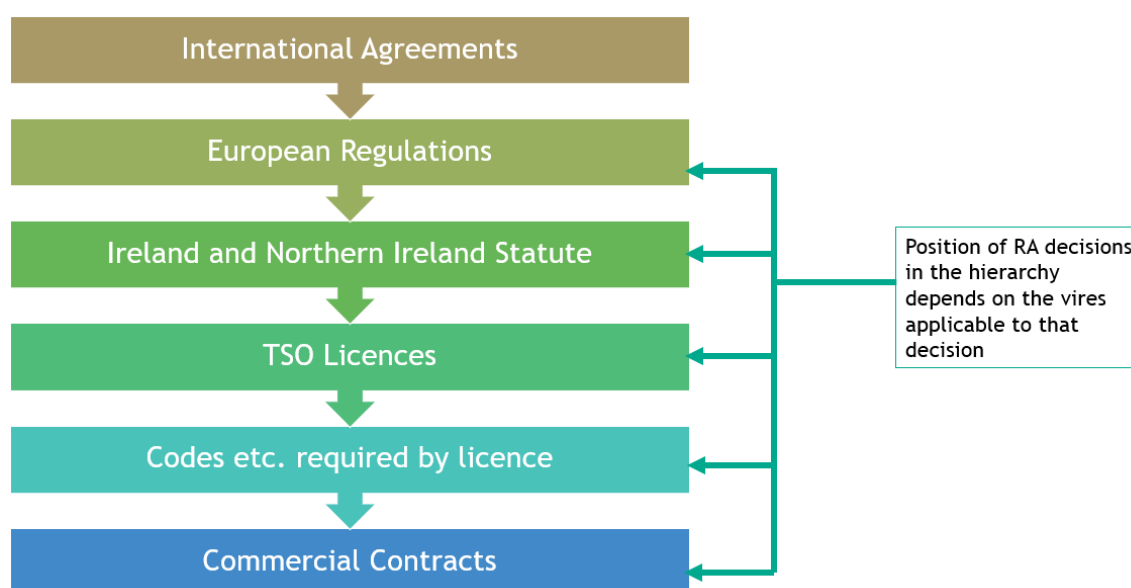 International Agreements
European Regulations
Ireland and Northern Ireland Statute
TSO Licences
Codes etc. required by licence
Commercial Contracts
Position of RA decisions
in the hierarchy
depends on the vires
applicable to that
decision